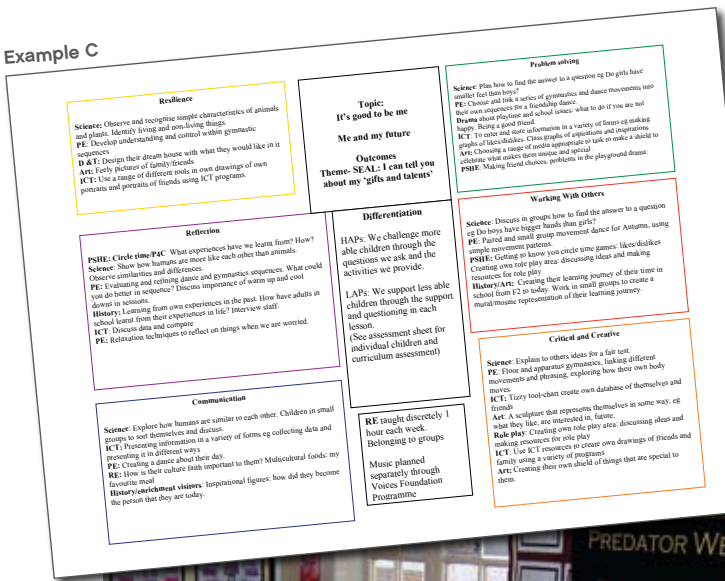 Example C
Resilience
Science: Observe and recognise simple characteristics of animals
and plants. Identify living and non-living things.
PE: Develop understanding and control within gymnastic
sequences
D &T: Design their dream house with what they would like in it
Art: Feely pictures of family/friends
ICT: Use a range of different tools in own drawings of own
portraits and portraits of friends using ICT programs.
Topic:
It's good to be me
Me and my future
Outcomes
Theme- SEAL: I can tell you
about my 'gifts and talents'
Problem solving
Science: Plan how to find the answer to a question eg Do girls have
smaller feet than boys?
PE: Choose and link a series of gymnastics and dance movements into
their own sequences for a friendship dance.
Drama about playtime and school issues: what to do if you are not
happy. Being a good friend.
ICT: To enter and store information in a variety of forms eg making
graphs of likes/dislikes. Class graphs of aspirations and inspirations
Art: Choosing a range of media appropriate to task to make a shield to
celebrate what makes them unique and special .
PSHE: Making friend choices. problems in the playground drama:
Reflection
PSHE: Circle time/P4C What experiences have we learnt from? How?
Science: Show how humans are more like each other than animals.
Observe similarities and differences.
PE: Evaluating and refining dance and gymnastics sequences. What could
you do better in sequence? Discuss importance of warm up and cool
downs in sessions.
History: Learning from own experiences in the past. How have adults in
school learnt from their experiences in life? Interview staff.
ICT: Discuss data and compare
PE: Relaxation techniques to reflect on things when we are worried.
Differentiation
HAPs: We challenge more
able children through the
questions we ask and the
activities we provide.
LAPs: We support less able
children through the support
and questioning in each
lesson.
(See assessment sheet for
individual children and
curriculum assessment)
Working With Others
Science: Discuss in groups how to find the answer to a question
eg Do boys have bigger hands than girls?
PE: Paired and small group movement dance for Autumn, using
simple movement patterns.
PSHE: Getting to know you circle time games: likes/dislikes
Creating own role play area: discussing ideas and making
resources for role play
History/Art: Creating their learning journey of their time in
school from F2 to today. Work in small groups to create a
mural/mosaic representation of their learning journey.
Communication
Science: Explore how humans are similar to each other. Children in small
groups to sort themselves and discuss.
ICT: Presenting information in a variety of forms eg collecting data and
presenting it in different ways
PE: Creating a dance about their day.
RE: How is their culture faith important to them? Multicultural foods: my
favourite meal
History/enrichment visitors: Inspirational figures: how did they become
the person that they are today.
RE taught discretely 1
hour each week.
Belonging to groups
Music planned
separately through
Voices Foundation
Programme
Critical and Creative
Science: Explain to others ideas for a fair test.
PE: Floor and apparatus gymnastics, linking different
movements and phrasing, exploring how their own body
moves
ICT: Tizzy tool-chart create own database of themselves and
friends
Art: A sculpture that represents themselves in some way, eg
what they like, are interested in, future.
Role play: Creating own role play area: discussing ideas and
making resources for role play
ICT: Use ICT resources to create own drawings of friends and
family using a variety of programs
Art: Creating their own shield of things that are special to
them.
PREDATOR